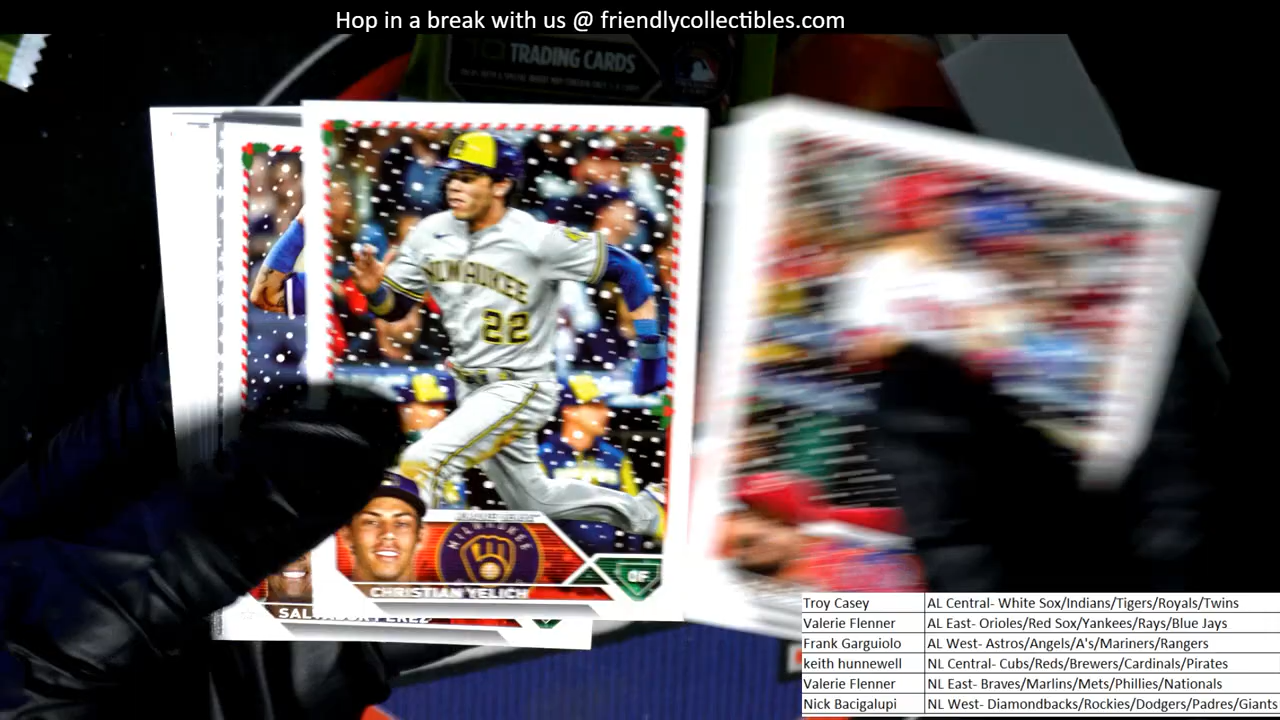 Hop in a break with us @ friendlycollectibles.com
TRADING CARDS
MILWAUKEE
22
MILWAUKEE
CHRISTIAN YELICH
OF
SALVADOR PEREZ
Troy Casey AL Central- White Sox/Indians/Tigers/Royals/Twins
Valerie Flenner AL East- Orioles/Red Sox/Yankees/Rays/Blue Jays
Frank Garguiolo AL West- Astros/Angels/A's/Mariners/Rangers
keith hunnewell NL Central- Cubs/Reds/Brewers/Cardinals/Pirates
Valerie Flenner NL East- Braves/Marlins/Mets/Phillies/Nationals
Nick Bacigalupi NL West- Diamondbacks/Rockies/Dodgers/Padres/Giants